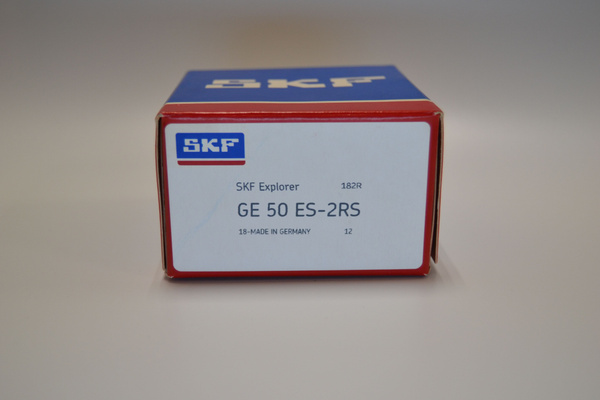 SKF
SKF
SKF Explorer 182R
GE 50 ES-2RS
18-MADE IN GERMANY 12